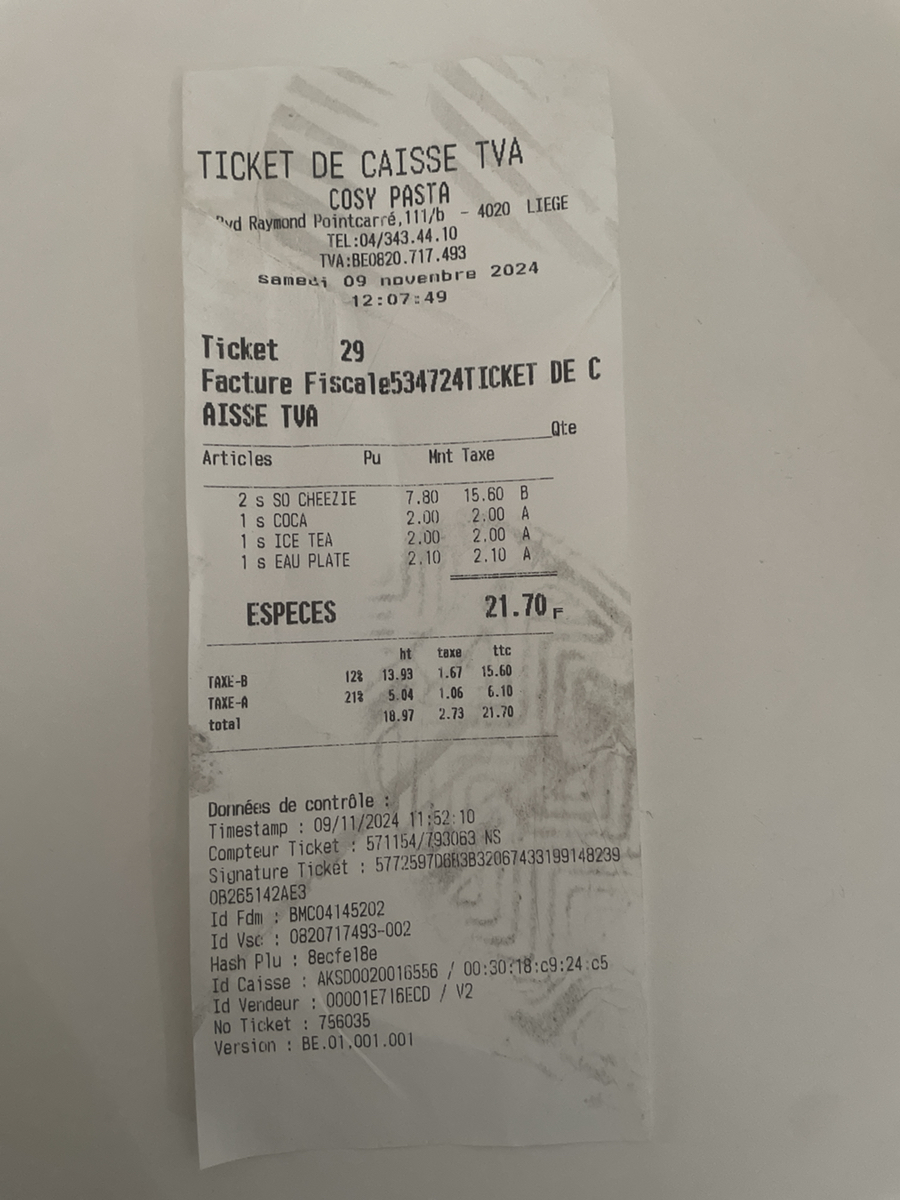 TICKET DE CAISSE TVA
COSY PASTA
Raymond Pointcarré,111/b - 4020 LIEGE
TEL:04/343.44.10
TVA:BE0820.717.493
samedi 09 novenbre 2024
12:07:49
Ticket 29
Facture Fiscale534724TICKET DE C
AISSE TVA
Qte
Articles Pu Mnt Taxe
2 s SO CHEEZIE 7.80 15.60 B
1 s COCA 2.00 2.00 A
1 s ICE TEA 2.00 2.00 A
1 s EAU PLATE 2.10 2.10 A
ESPECES 21.70 F
ht taxe ttc
TAXE-B 12% 13.93 1.67 15.60
TAXE-A 21% 5.04 1.06 6.10
total 18.97 2.73 21.70
Données de contrôle :
Timestamp : 09/11/2024 11:52:10
Compteur Ticket : 571154/793063 NS
Signature Ticket :
0B265142AE3
Id Fdm : BMC04145202
Id Vsc : 0820717493-002
Hash Plu : 8ecfe18e
Id Caisse : AKSD0020016556 / 00:30:18:c9:24:c5
Id Vendeur : 00001E716ECD / V2
No Ticket : 756035
Version : BE.01.001.001